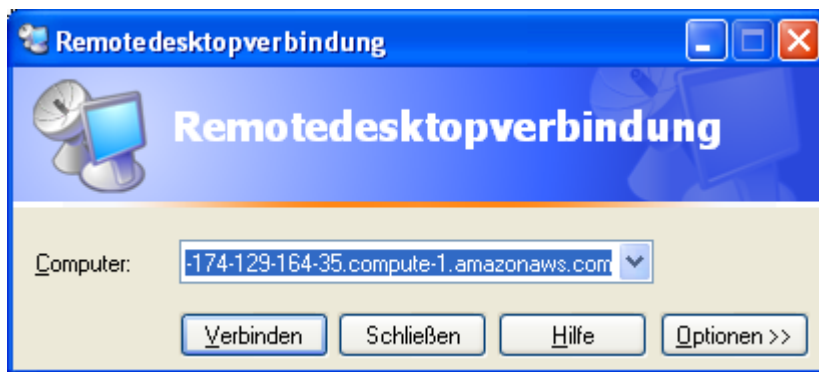 Remotedesktopverbindung
Remotedesktopverbindung
Computer: -174-129-164-35.compute-1.amazonaws.com
Verbinden Schließen Hilfe Optionen >>